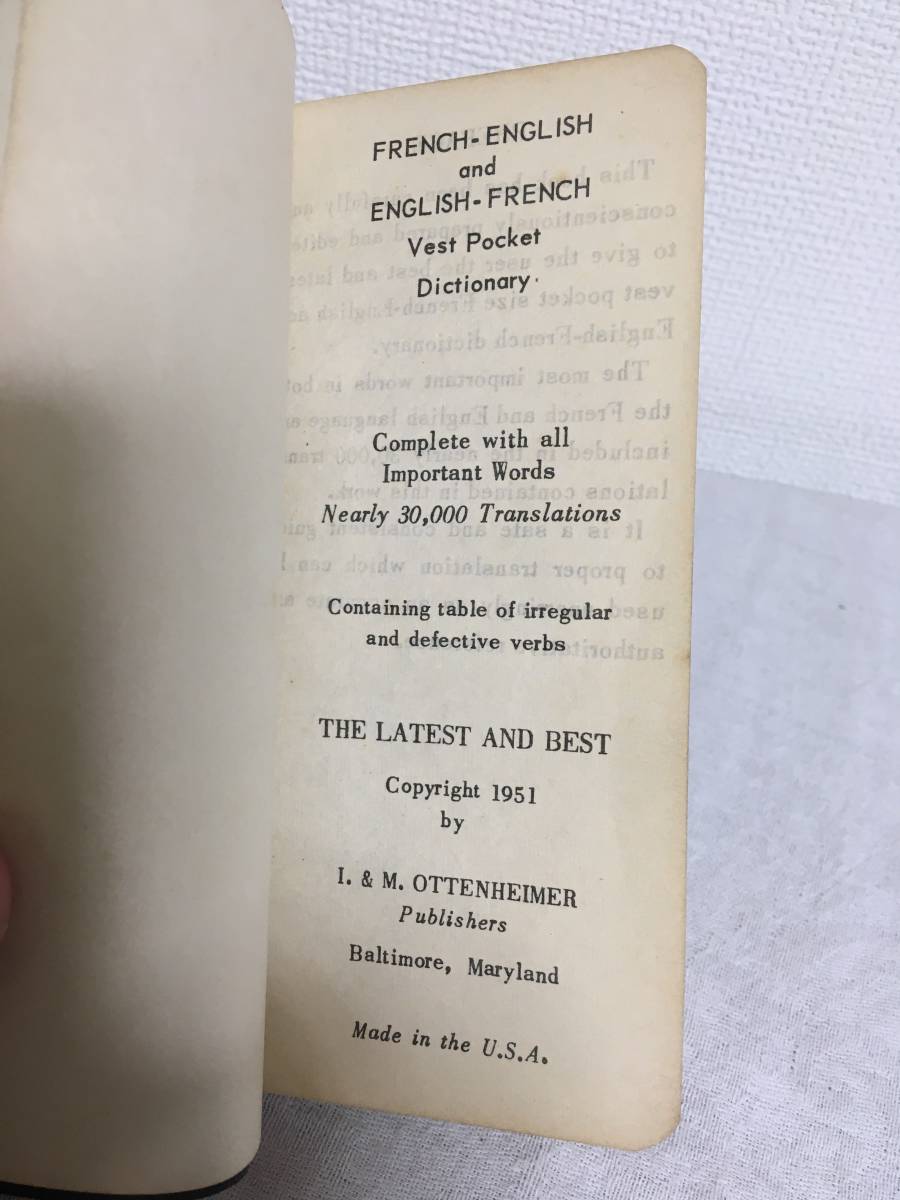 FRENCH-ENGLISH
and
ENGLISH-FRENCH
Vest Pocket
Dictionary
Complete with all
Important Words
Nearly 30,000 Translations
Containing table of irregular
and defective verbs
THE LATEST AND BEST
Copyright 1951
by
I. & M. OTTENHEIMER
Publishers
Baltimore, Maryland
Made in the U.S.A.